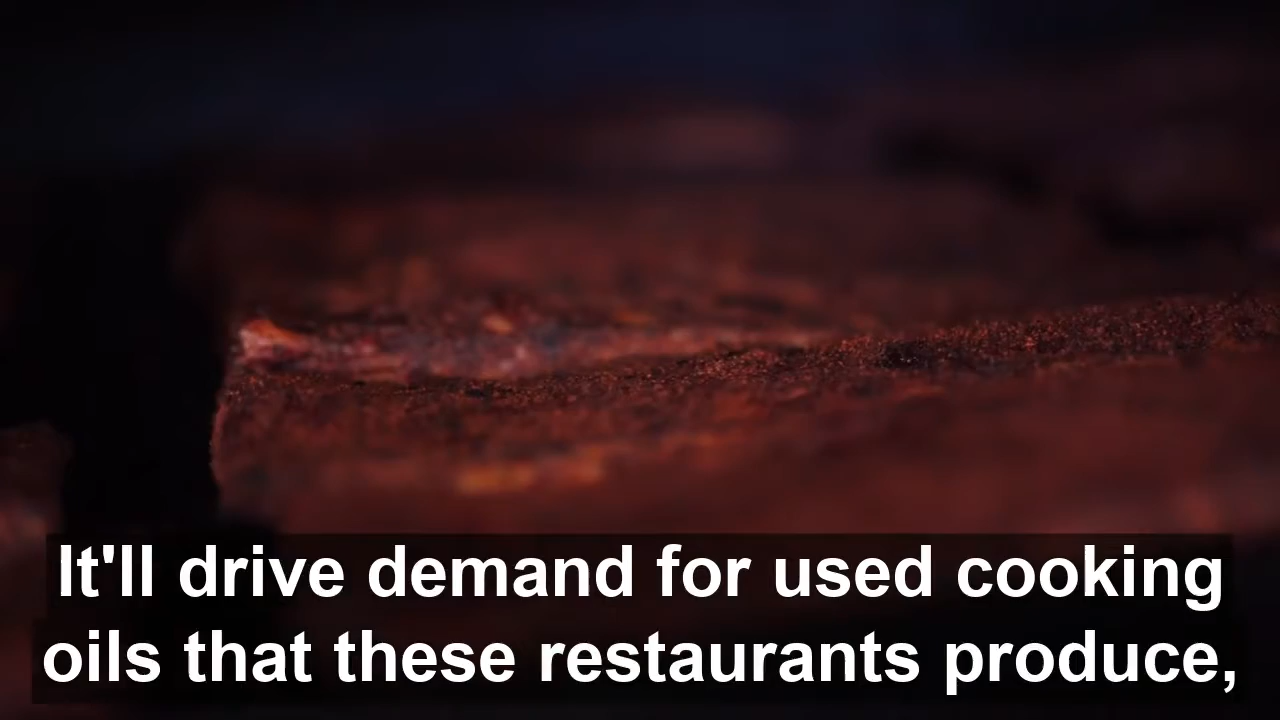 It'll drive demand for used cooking
oils that these restaurants produce,